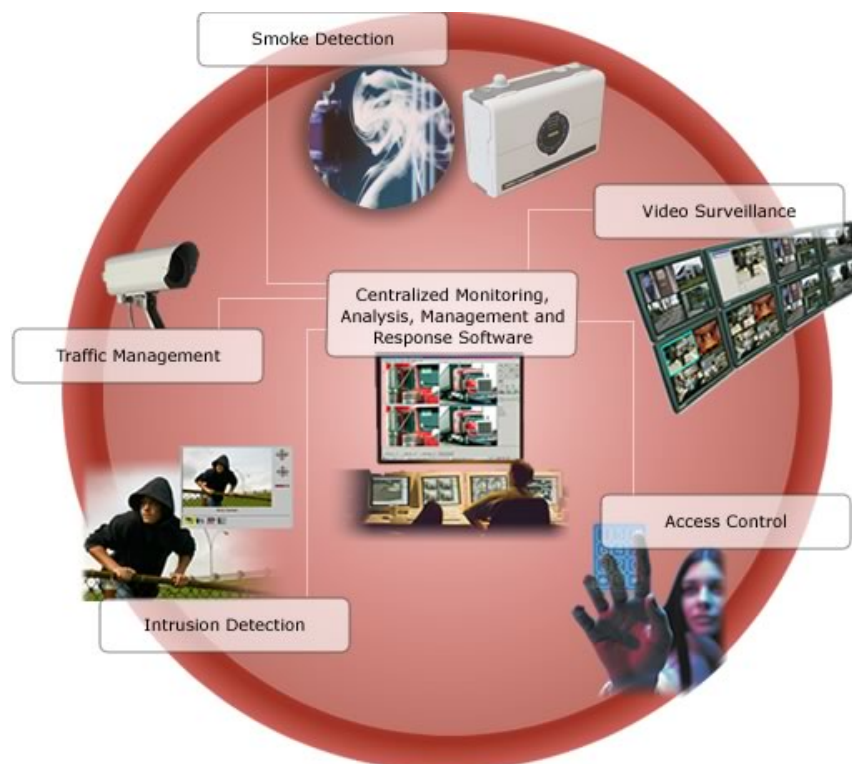 Smoke Detection
Video Surveillance
Centralized Monitoring,
Analysis, Management and
Response Software
Traffic Management
Access Control
Intrusion Detection